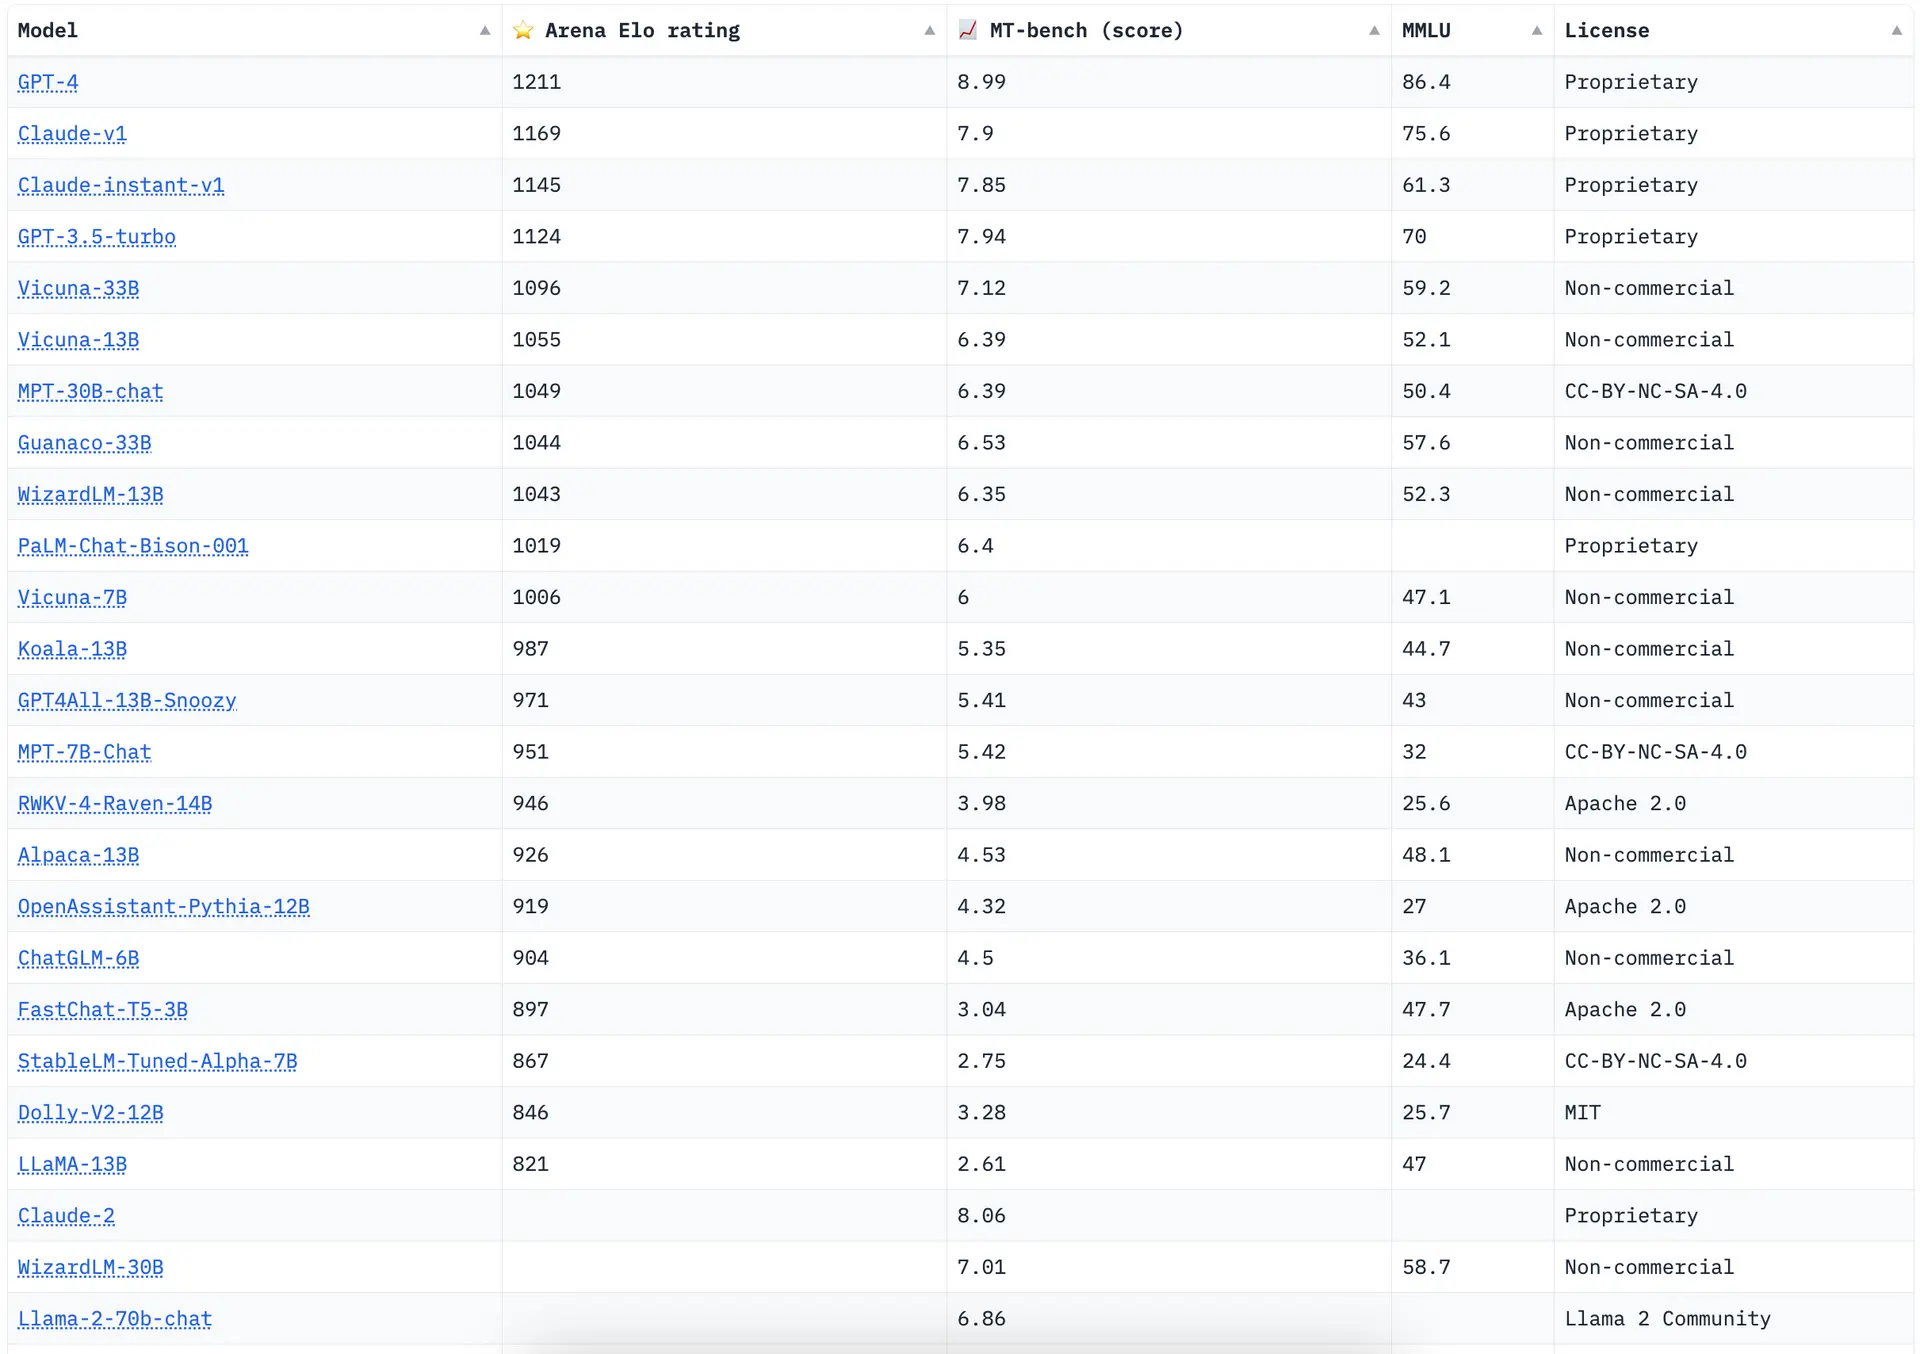 Model ▲ ⭐ Arena Elo rating ▲ 📈 MT-bench (score) ▲ MMLU ▲ License ▲
GPT-4 1211 8.99 86.4 Proprietary
Claude-v1 1169 7.9 75.6 Proprietary
Claude-instant-v1 1145 7.85 61.3 Proprietary
GPT-3.5-turbo 1124 7.94 70 Proprietary
Vicuna-33B 1096 7.12 59.2 Non-commercial
Vicuna-13B 1055 6.39 52.1 Non-commercial
MPT-30B-chat 1049 6.39 50.4 CC-BY-NC-SA-4.0
Guanaco-33B 1044 6.53 57.6 Non-commercial
WizardLM-13B 1043 6.35 52.3 Non-commercial
PaLM-Chat-Bison-001 1019 6.4 Proprietary
Vicuna-7B 1006 6 47.1 Non-commercial
Koala-13B 987 5.35 44.7 Non-commercial
GPT4All-13B-Snoozy 971 5.41 43 Non-commercial
MPT-7B-Chat 951 5.42 32 CC-BY-NC-SA-4.0
RWKV-4-Raven-14B 946 3.98 25.6 Apache 2.0
Alpaca-13B 926 4.53 48.1 Non-commercial
OpenAssistant-Pythia-12B 919 4.32 27 Apache 2.0
ChatGLM-6B 904 4.5 36.1 Non-commercial
FastChat-T5-3B 897 3.04 47.7 Apache 2.0
StableLM-Tuned-Alpha-7B 867 2.75 24.4 CC-BY-NC-SA-4.0
Dolly-V2-12B 846 3.28 25.7 MIT
LLaMA-13B 821 2.61 47 Non-commercial
Claude-2 8.06 Proprietary
WizardLM-30B 7.01 58.7 Non-commercial
Llama-2-70b-chat 6.86 Llama 2 Community